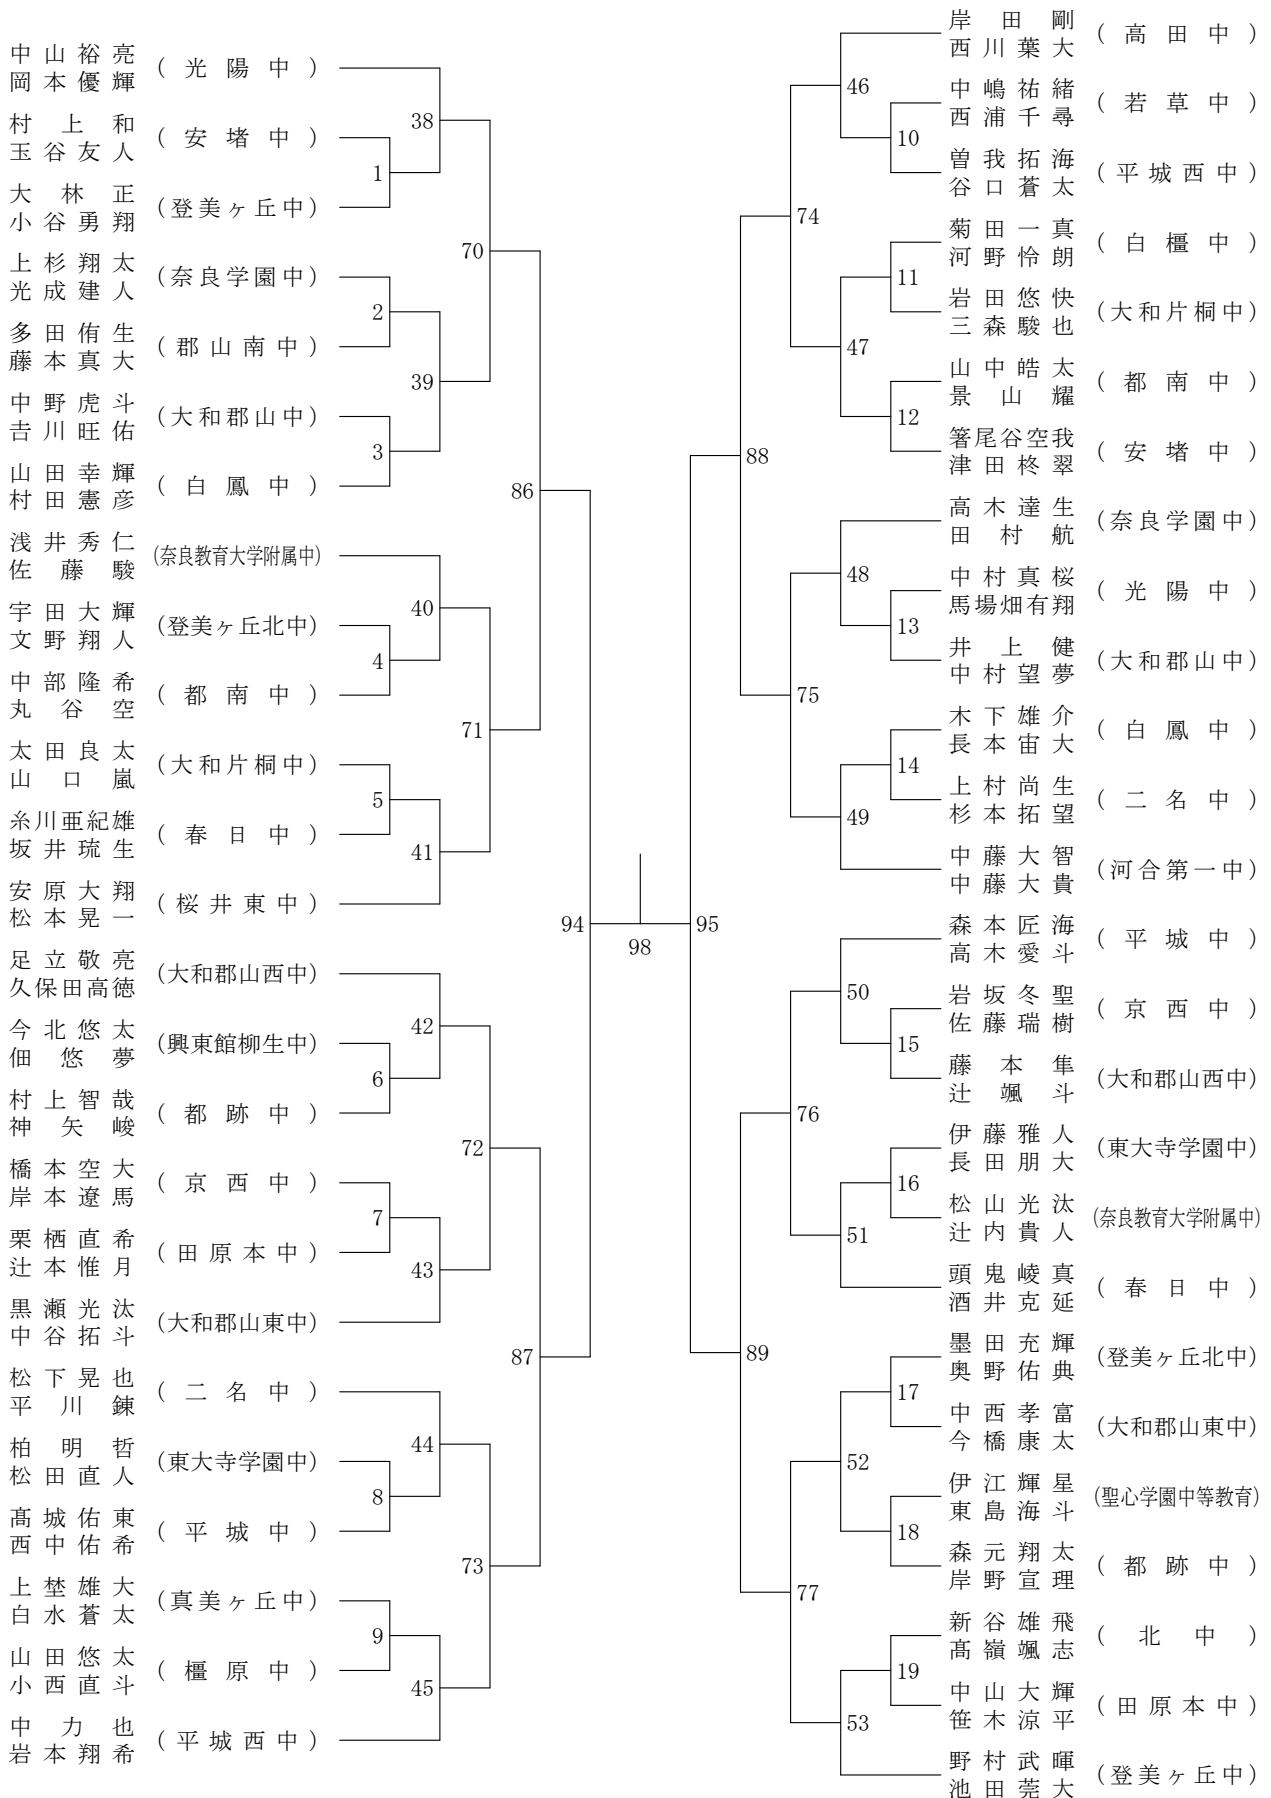 中山裕亮
岡本優輝
(光陽中)
村上和
玉谷友人
(安堵中)
大林正
小谷勇翔
(登美ヶ丘中)
上杉翔太
光成建人
(奈良学園中)
多田侑生
藤本真大
(郡山南中)
中野虎斗
吉川旺佑
(大和郡山中)
山田幸輝
村田憲彦
(白鳳中)
浅井秀仁
佐藤駿
(奈良教育大学附属中)
宇田大輝
文野翔人
(登美ヶ丘北中)
中部隆希
丸谷空
(都南中)
太田良太
山口嵐
(大和片桐中)
糸川亜紀雄
坂井琉生
(春日中)
安原大翔
松本晃一
(桜井東中)
足立敬亮
久保田高徳
(大和郡山西中)
今北悠太
佃悠夢
(興東館柳生中)
村上智哉
神矢峻
(都跡中)
橋本空大
岸本遼馬
(京西中)
栗栖直希
辻本惟月
(田原本中)
黒瀬光汰
中谷拓斗
(大和郡山東中)
松下晃也
平川錬
(二名中)
柏明哲
松田直人
(東大寺学園中)
髙城佑東
西中佑希
(平城中)
上埜雄大
白水蒼太
(真美ヶ丘中)
山田悠太
小西直斗
(橿原中)
中力也
岩本翔希
(平城西中)
38
1
70
2
39
3
86
40
4
71
5
41
94
42
6
72
7
43
87
44
8
73
9
45
98
95
46
10
74
11
47
12
88
48
13
75
14
49
50
15
76
16
51
89
17
52
18
77
19
53
岸田剛
西川葉大
(高田中)
中嶋祐緒
西浦千尋
(若草中)
曽我拓海
谷口蒼太
(平城西中)
菊田一真
河野怜朗
(白橿中)
岩田悠快
三森駿也
(大和片桐中)
山中皓太
景山耀
(都南中)
箸尾谷空我
津田柊翠
(安堵中)
高木達生
田村航
(奈良学園中)
中村真桜
馬場畑有翔
(光陽中)
井上健
中村望夢
(大和郡山中)
木下雄介
長本宙大
(白鳳中)
上村尚生
杉本拓望
(二名中)
中藤大智
中藤大貴
(河合第一中)
森本匠海
高木愛斗
(平城中)
岩坂冬聖
佐藤瑞樹
(京西中)
藤本隼
辻颯斗
(大和郡山西中)
伊藤雅人
長田朋大
(東大寺学園中)
松山光汰
辻内貴人
(奈良教育大学附属中)
頭鬼崚真
酒井克延
(春日中)
墨田充輝
奥野佑典
(登美ヶ丘北中)
中西孝富
今橋康太
(大和郡山東中)
伊江輝星
東島海斗
(聖心学園中等教育)
森元翔太
岸野宣理
(都跡中)
新谷雄飛
髙嶺颯志
(北中)
中山大輝
笹木涼平
(田原本中)
野村武暉
池田莞大
(登美ヶ丘中)